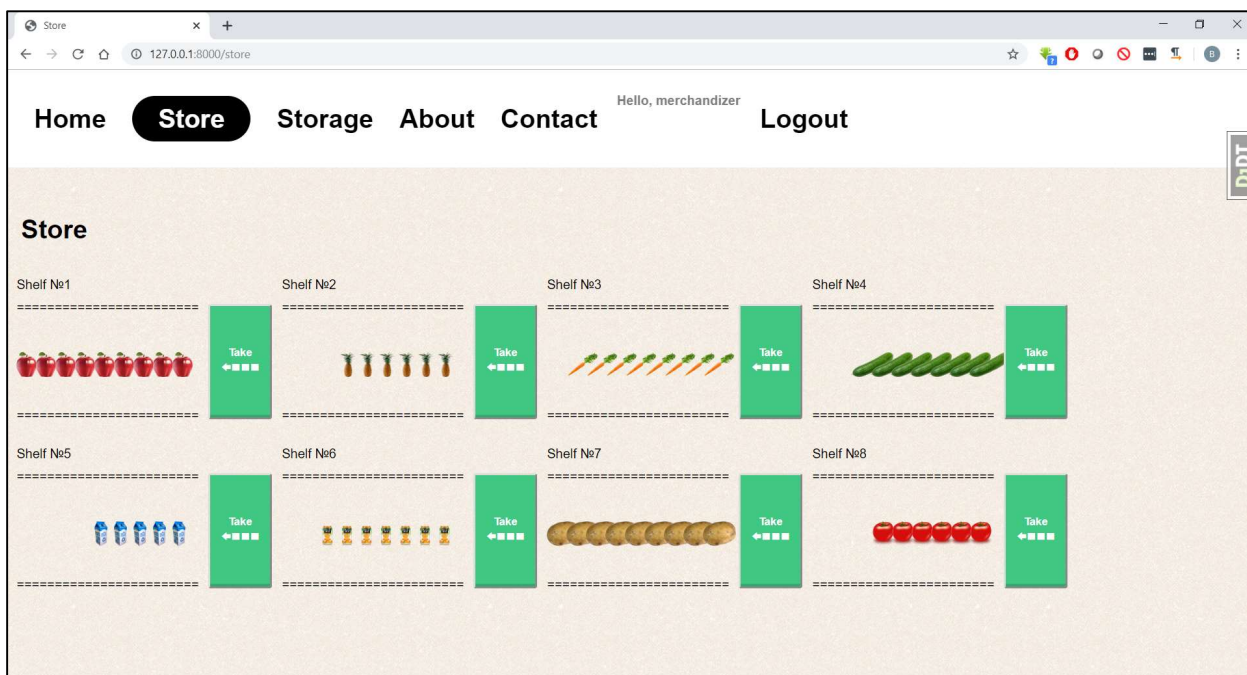 Store
127.0.0.1:8000/store
?
B
Home Store Storage About Contact Hello, merchandizer Logout
DjDT
Store
Shelf №1 Shelf №2 Shelf №3 Shelf №4
========================= ========================= ========================= =========================
Take Take Take Take
========================= ========================= ========================= =========================
Shelf №5 Shelf №6 Shelf №7 Shelf №8
========================= ========================= ========================= =========================
Take Take Take Take
========================= ========================= ========================= =========================